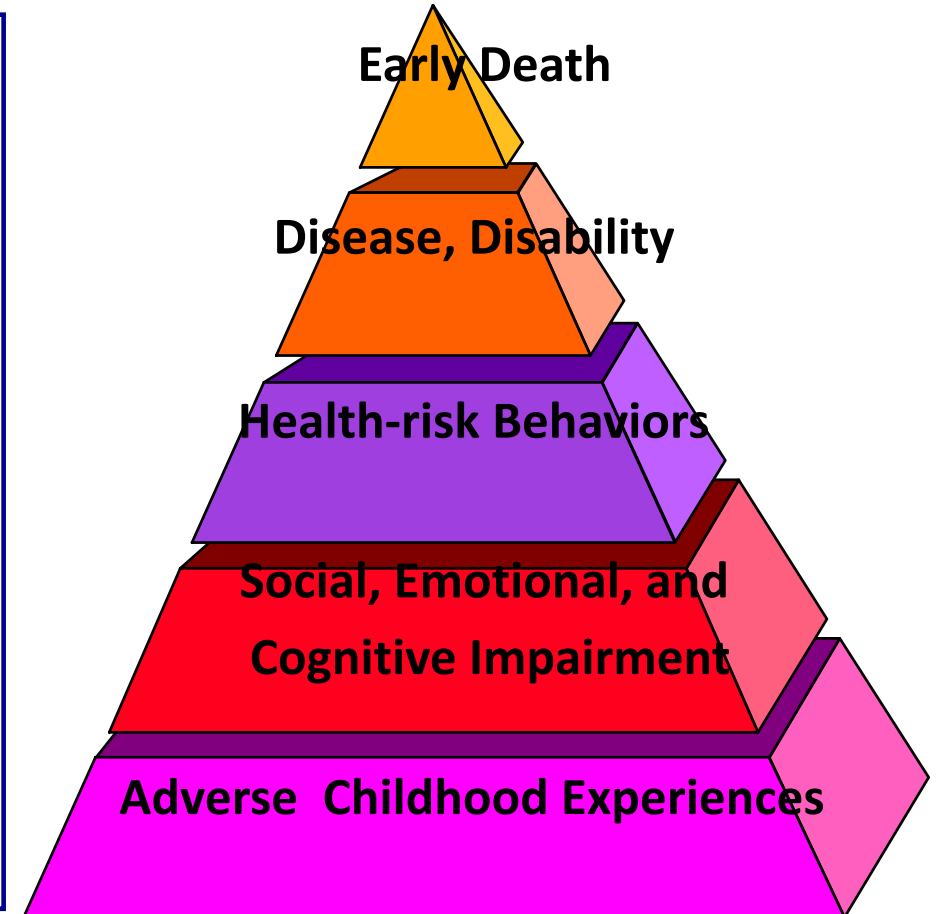 Early Death
Disease, Disability
Health-risk Behaviors
Social, Emotional, and
Cognitive Impairment
Adverse  Childhood Experiences